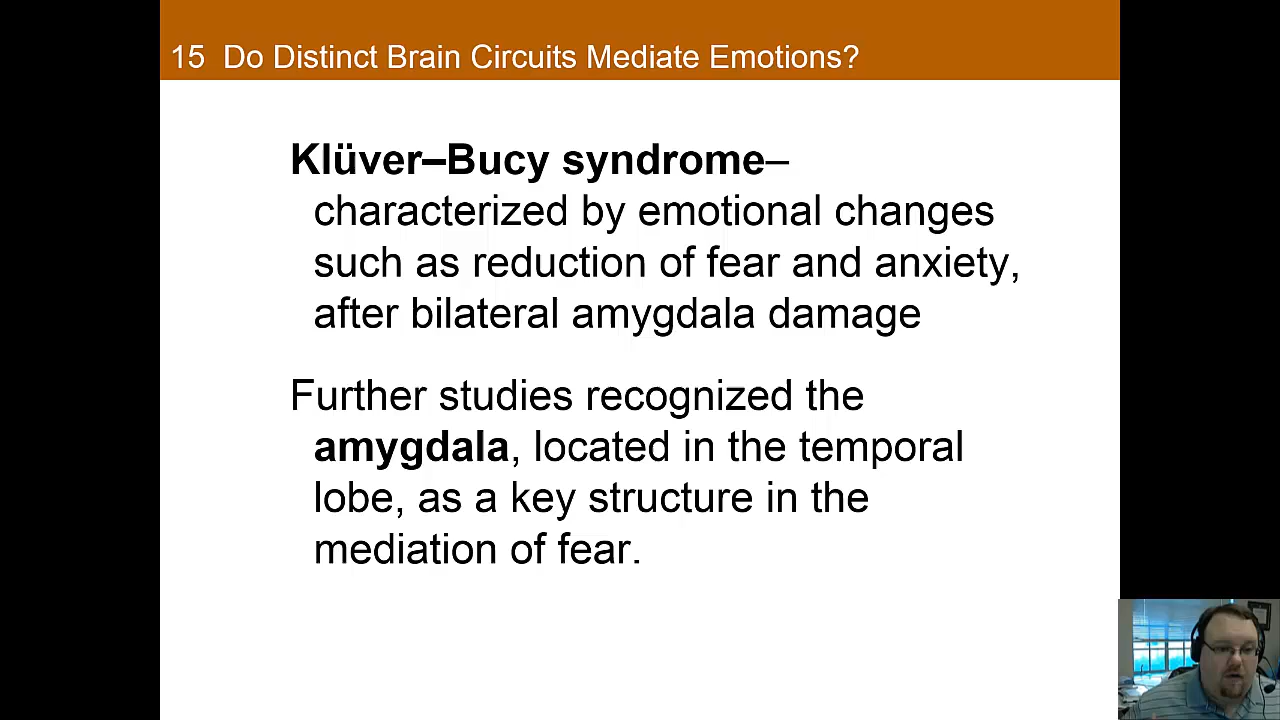 15 Do Distinct Brain Circuits Mediate Emotions?
Klüver–Bucy syndrome–
characterized by emotional changes
such as reduction of fear and anxiety,
after bilateral amygdala damage
Further studies recognized the
amygdala, located in the temporal
lobe, as a key structure in the
mediation of fear.